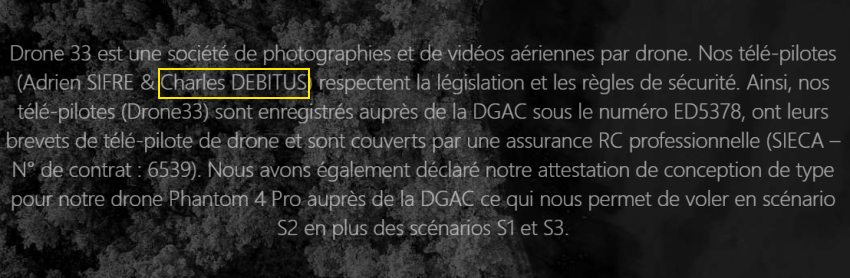 Drone 33 est une société de photographies et de vidéos aériennes par drone. Nos télé-pilotes
(Adrien SIFRE & Charles DEBITUS) respectent la législation et les règles de sécurité. Ainsi, nos
télé-pilotes (Drone33) sont enregistrés auprès de la DGAC sous le numéro ED5378, ont leurs
brevets de télé-pilote de drone et sont couverts par une assurance RC professionnelle (SIECA –
N° de contrat : 6539). Nous avons également déclaré notre attestation de conception de type
pour notre drone Phantom 4 Pro auprès de la DGAC ce qui nous permet de voler en scénario
S2 en plus des scénarios S1 et S3.